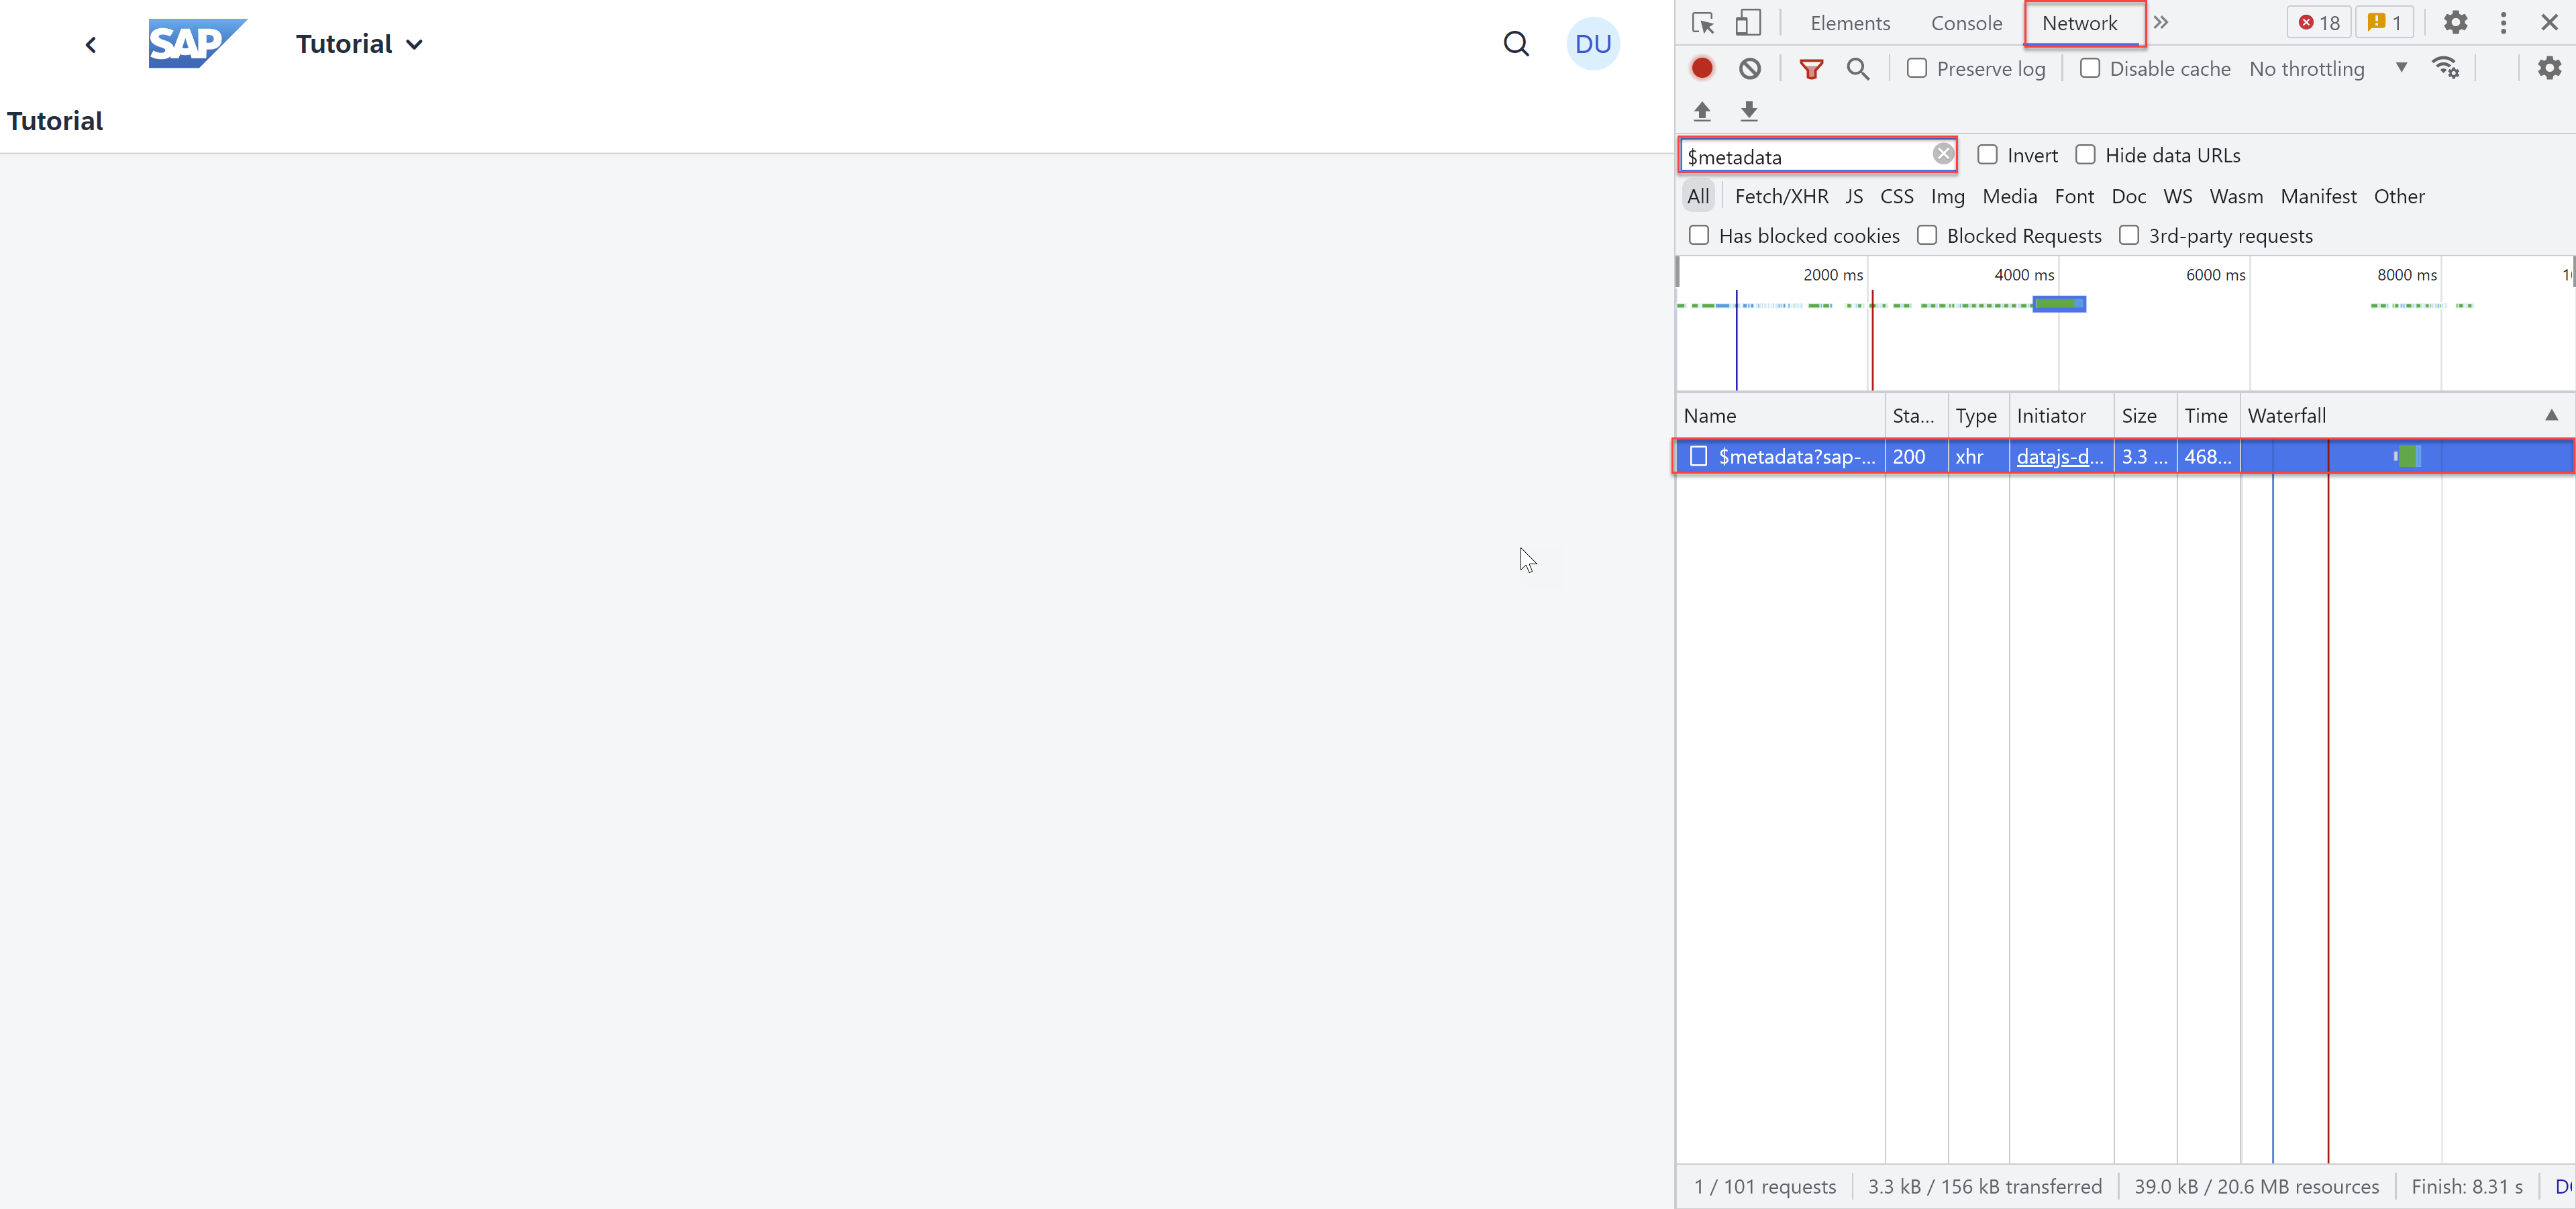 SAP Tutorial DU
Tutorial
Elements Console Network 18 1
Preserve log Disable cache No throttling
$metadata Invert Hide data URLs
All Fetch/XHR JS CSS Img Media Font Doc WS Wasm Manifest Other
Has blocked cookies Blocked Requests 3rd-party requests
2000 ms 4000 ms 6000 ms 8000 ms
Name Sta... Type Initiator Size Time Waterfall
$metadata?sap-... 200 xhr datajs-d... 3.3 ... 468...
1 / 101 requests 3.3 kB / 156 kB transferred 39.0 kB / 20.6 MB resources Finish: 8.31 s